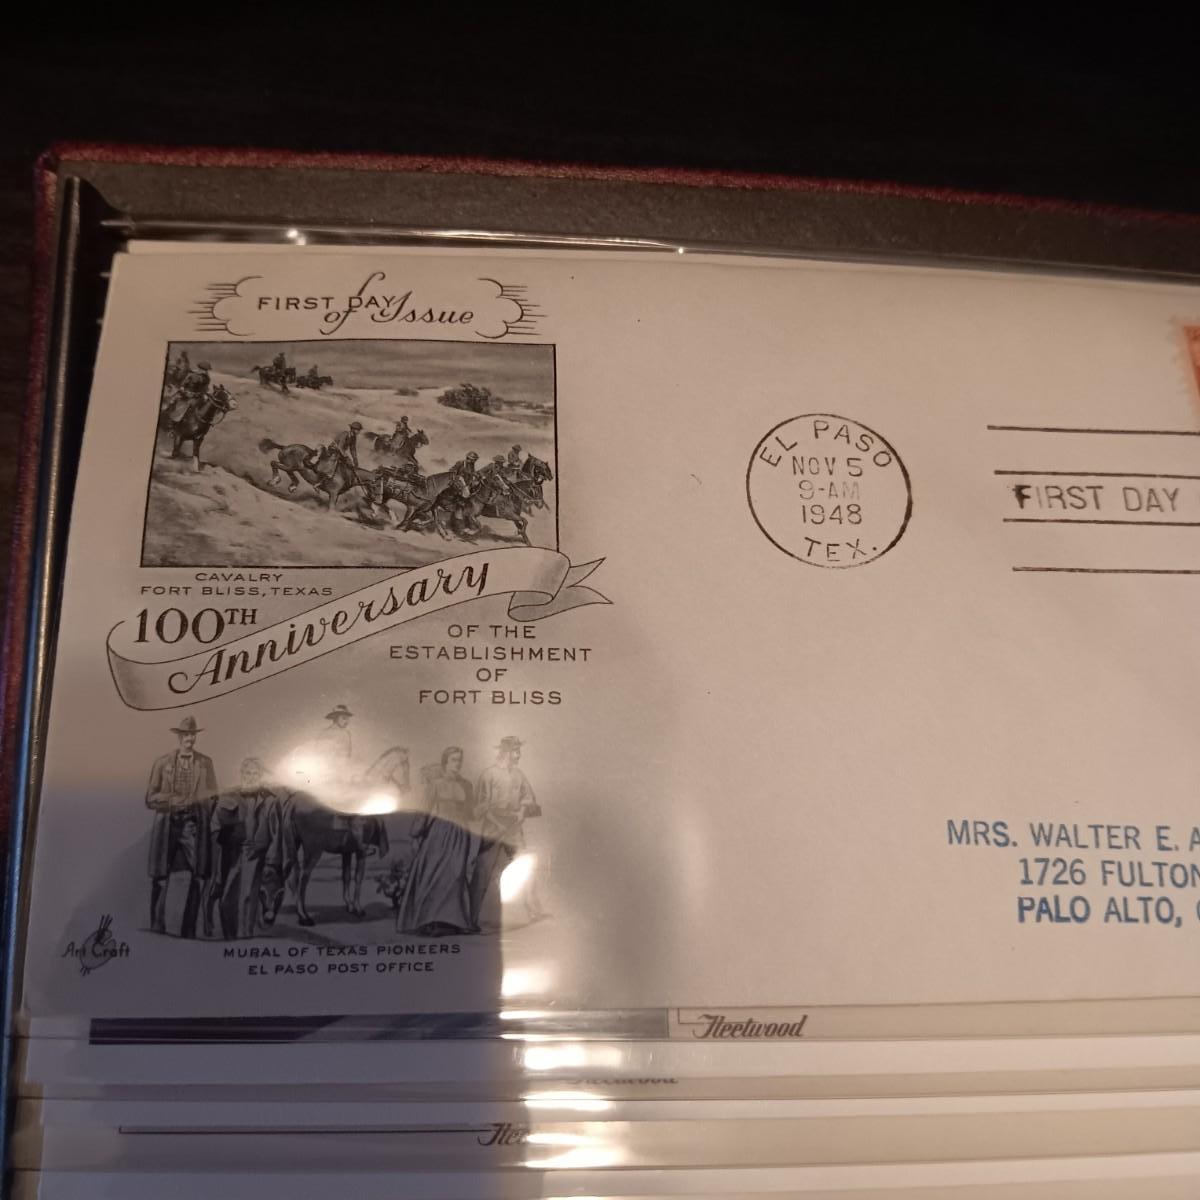 FIRST DAY
of Issue
CAVALRY
FORT BLISS, TEXAS
100TH
Anniversary
OF THE
ESTABLISHMENT
OF
FORT BLISS
Art Craft
MURAL OF TEXAS PIONEERS
EL PASO POST OFFICE
EL PASO
NOV 5
9-AM
1948
TEX.
FIRST DAY
MRS. WALTER E. A
1726 FULTON
PALO ALTO,
Fleetwood
Fleetwood